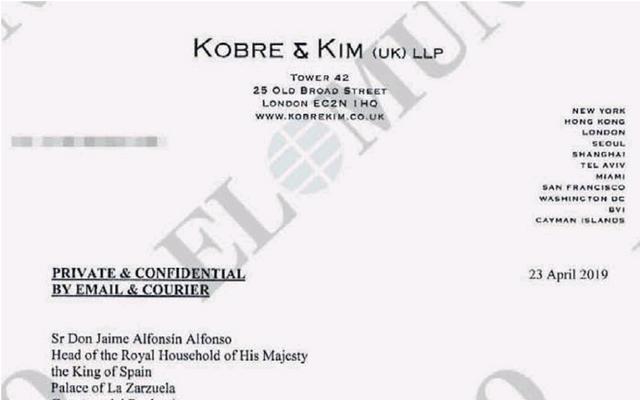 KOBRE & KIM (UK) LLP
TOWER 42
25 OLD BROAD STREET
LONDON EC2N 1HQ
WWW.KOBREKIM.CO.UK
NEW YORK
HONG KONG
LONDON
SEOUL
SHANGHAI
TEL AVIV
MIAMI
SAN FRANCISCO
WASHINGTON DC
BVI
CAYMAN ISLANDS
EL MUNDO
PRIVATE & CONFIDENTIAL
BY EMAIL & COURIER
23 April 2019
Sr Don Jaime Alfonsín Alfonso
Head of the Royal Household of His Majesty
the King of Spain
Palace of La Zarzuela